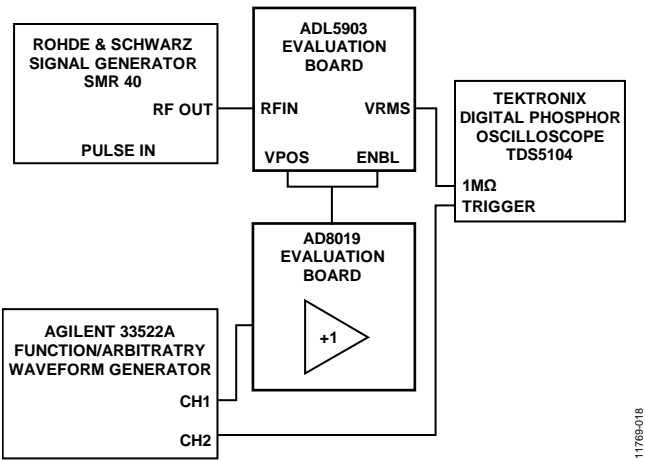 ROHDE & SCHWARZ
SIGNAL GENERATOR
SMR 40
RF OUT
PULSE IN
ADL5903
EVALUATION
BOARD
RFIN
VRMS
VPOS
ENBL
TEKTRONIX
DIGITAL PHOSPHOR
OSCILLOSCOPE
TDS5104
1MΩ
TRIGGER
AD8019
EVALUATION
BOARD
+1
AGILENT 33522A
FUNCTION/ARBITRATRY
WAVEFORM GENERATOR
CH1
CH2
11769-018